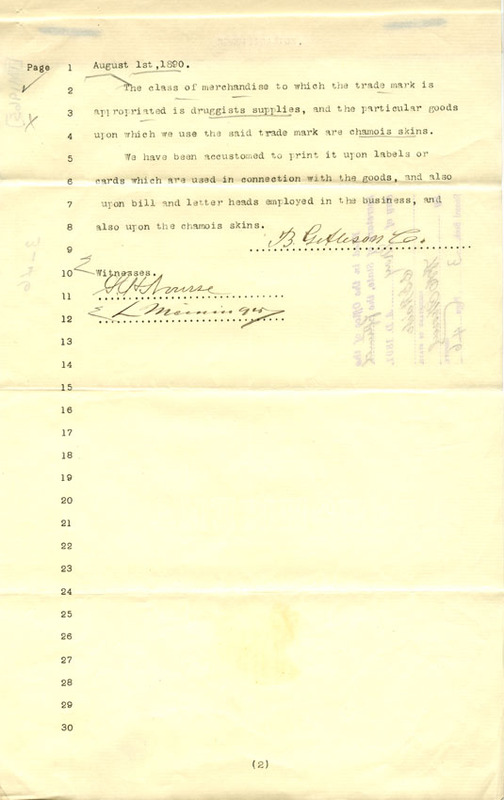 Page 1 August 1st,1890.
2 The class of merchandise to which the trade mark is
3 appropriated is druggists supplies, and the particular goods
4 upon which we use the said trade mark are chamois skins.
5 We have been accustomed to print it upon labels or
6 cards which are used in connection with the goods, and also
7 upon bill and letter heads employed in the business, and
8 also upon the chamois skins.
9 B. Co.
10 2 Witnesses.
11 Nourse
12
13
14
15
16
17
18
19
20
21
22
23
24
25
26
27
28
29
30
(2)